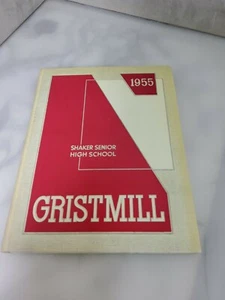 1955
SHAKER SENIOR
HIGH SCHOOL
GRISTMILL